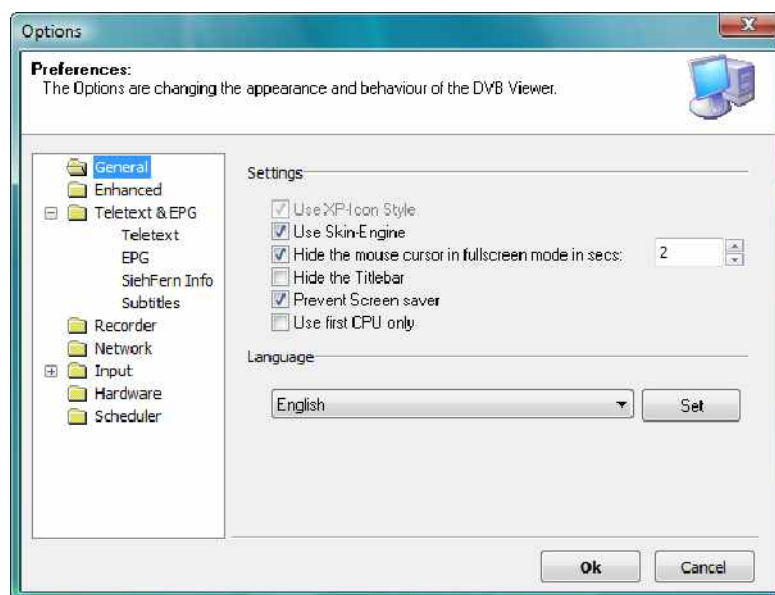 Options
Preferences:
The Options are changing the appearance and behaviour of the DVB Viewer.
General
Enhanced
Teletext & EPG
Teletext
EPG
SiehFern Info
Subtitles
Recorder
Network
Input
Hardware
Scheduler
Settings
Use XP-Icon Style
Use Skin-Engine
Hide the mouse cursor in fullscreen mode in secs: 2
Hide the Titlebar
Prevent Screen saver
Use first CPU only
Language
English Set
Ok Cancel